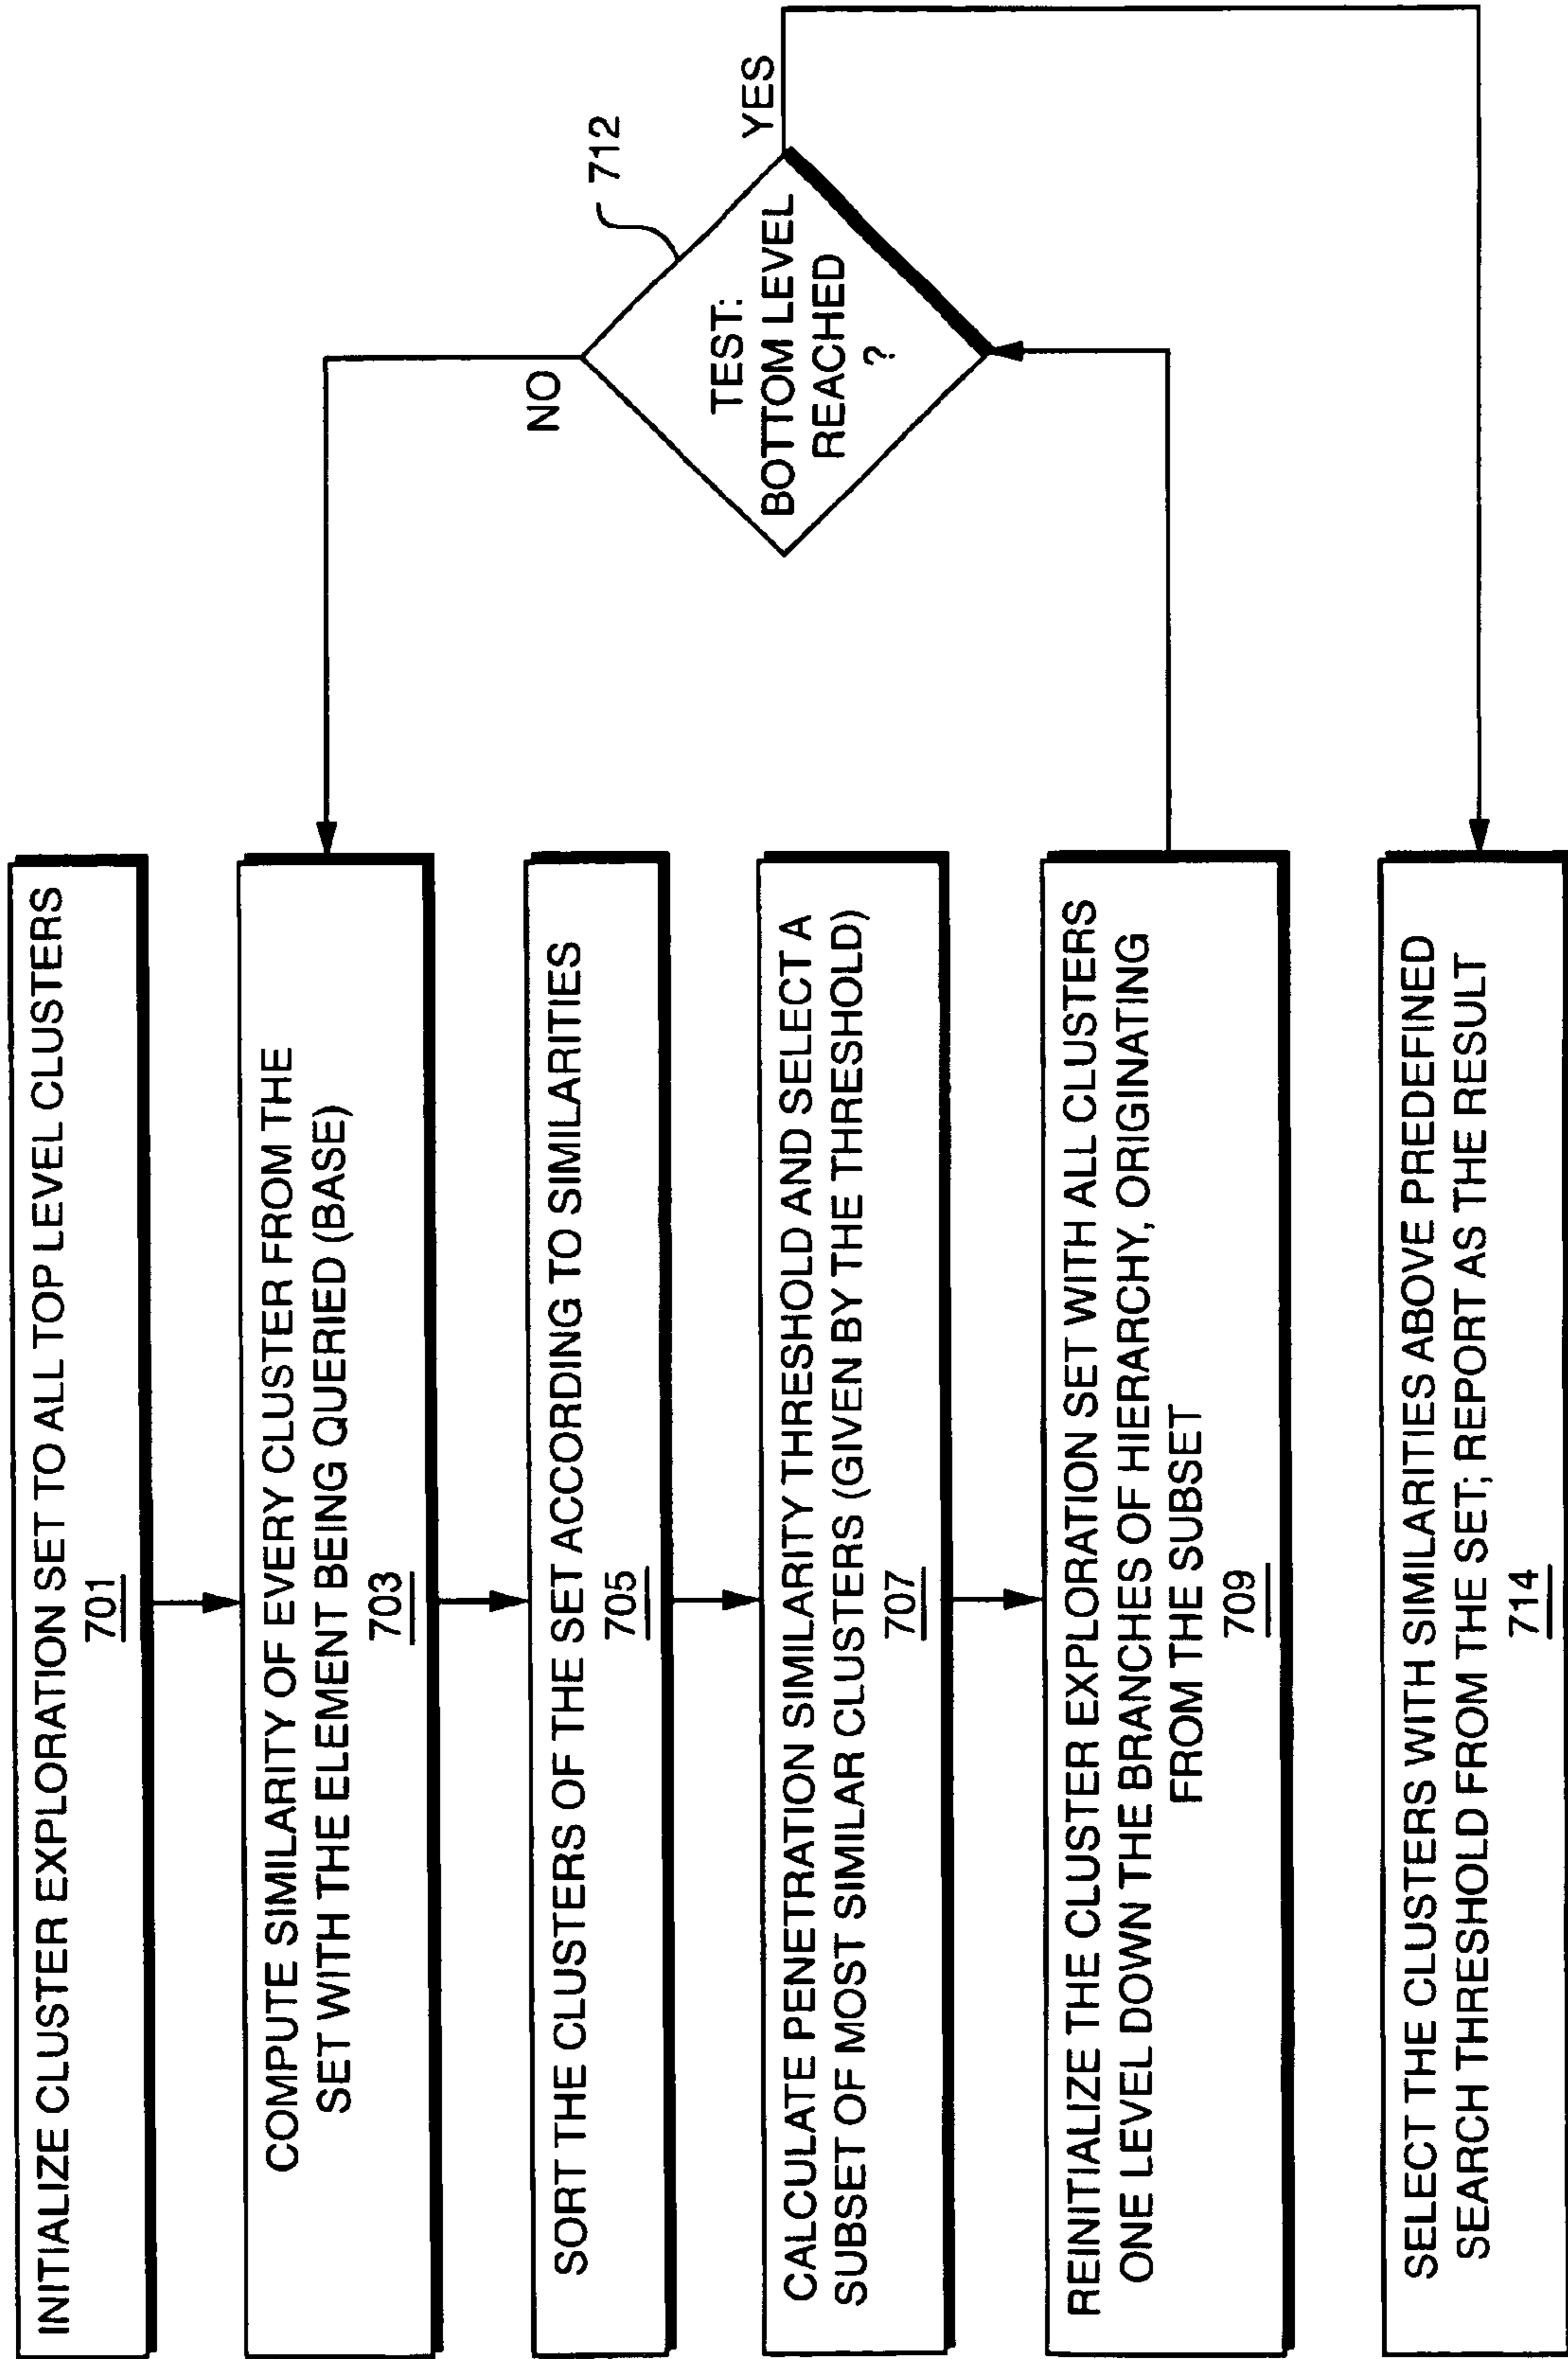 INITIALIZE CLUSTER EXPLORATION SET TO ALL TOP LEVEL CLUSTERS
701
COMPUTE SIMILARITY OF EVERY CLUSTER FROM THE
SET WITH THE ELEMENT BEING QUERIED (BASE)
703
SORT THE CLUSTERS OF THE SET ACCORDING TO SIMILARITIES
705
CALCULATE PENETRATION SIMILARITY THRESHOLD AND SELECT A
SUBSET OF MOST SIMILAR CLUSTERS (GIVEN BY THE THRESHOLD)
707
REINITIALIZE THE CLUSTER EXPLORATION SET WITH ALL CLUSTERS
ONE LEVEL DOWN THE BRANCHES OF HIERARCHY, ORIGINATING
FROM THE SUBSET
709
NO
712
TEST:
BOTTOM LEVEL
REACHED
?
YES
SELECT THE CLUSTERS WITH SIMILARITIES ABOVE PREDEFINED
SEARCH THRESHOLD FROM THE SET; REPORT AS THE RESULT
714